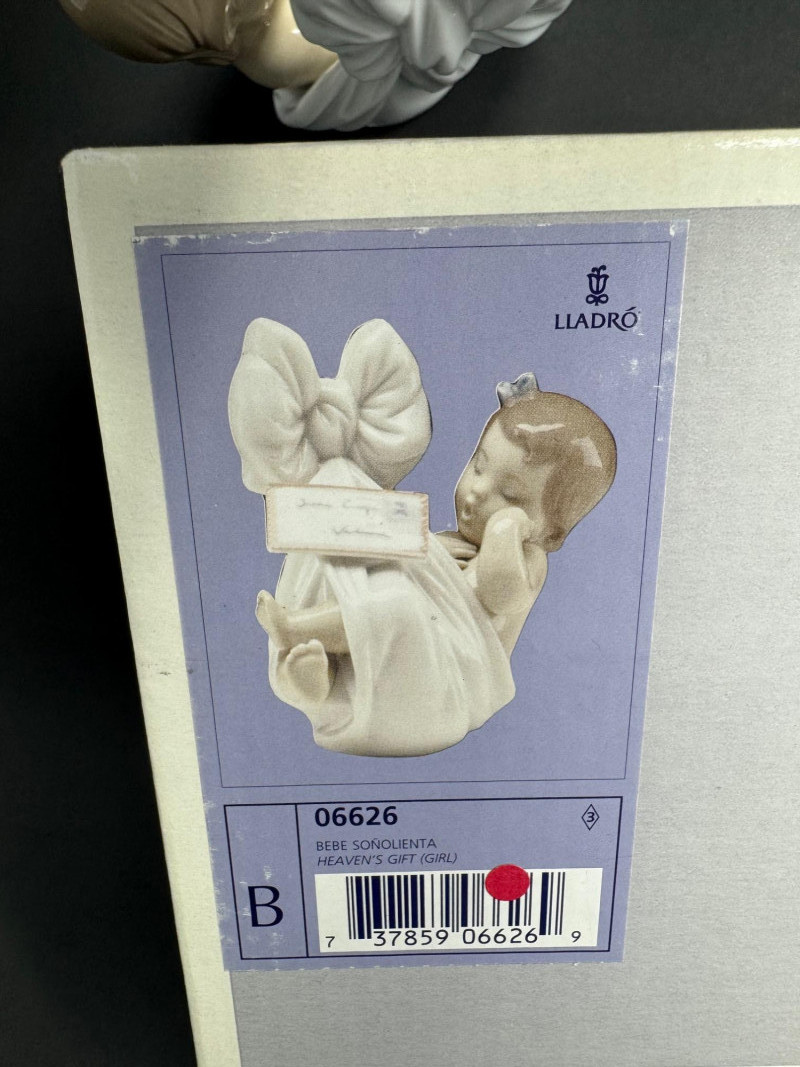 LLADRÓ
06626
3
BEBE SOÑOLIENTA
HEAVEN'S GIFT (GIRL)
B
7 37859 06626 9